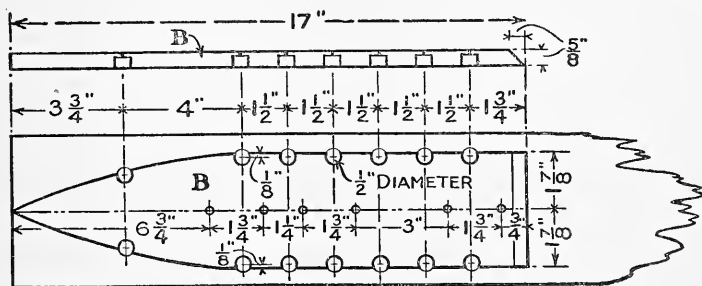 17"
B
5/8"
3 3/4" 4" 1 1/2" 1 1/2" 1 1/2" 1 1/2" 1 1/2" 1 3/4"
B 1/8" 1/2" DIAMETER 1 7/8"
6 3/4" 1 3/4" 1 1/4" 1 3/4" 3" 1 3/4" 3/4"
1/8" 1 7/8"